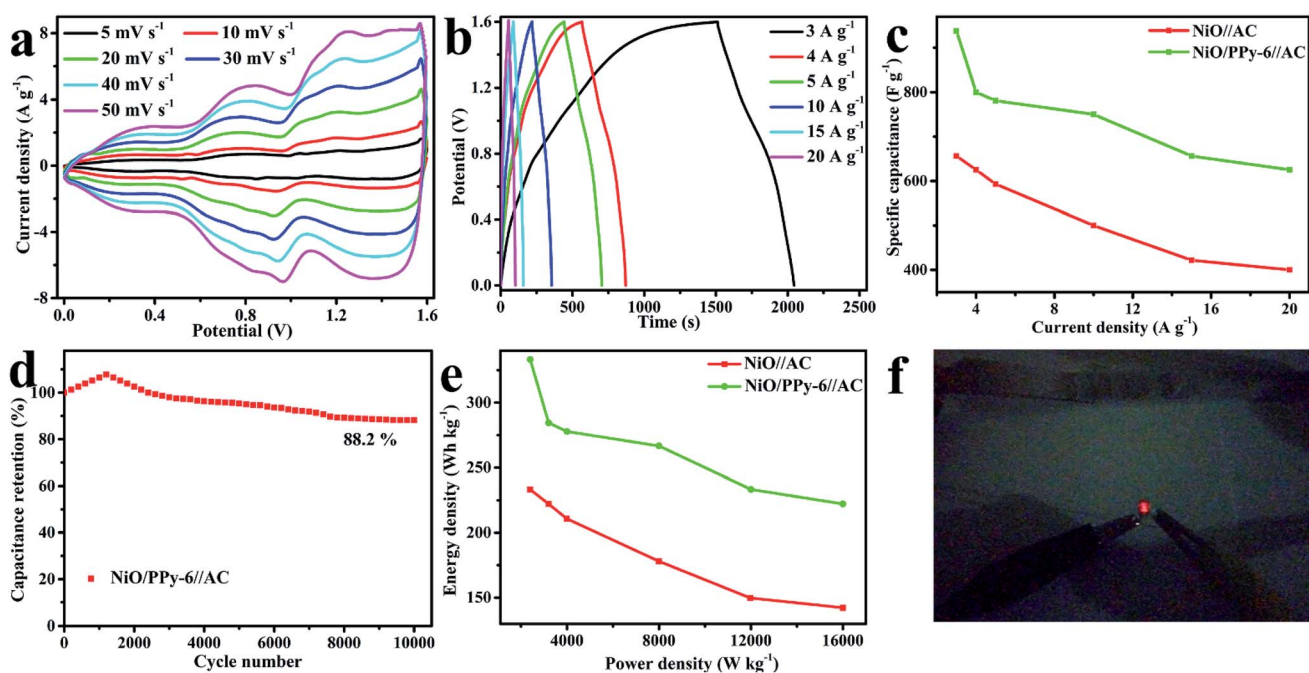 a
5 mV s⁻¹ 10 mV s⁻¹
20 mV s⁻¹ 30 mV s⁻¹
40 mV s⁻¹
50 mV s⁻¹
8
4
0
-4
-8
Current density (A g⁻¹)
0.0 0.4 0.8 1.2 1.6
Potential (V)
b
3 A g⁻¹
4 A g⁻¹
5 A g⁻¹
10 A g⁻¹
15 A g⁻¹
20 A g⁻¹
1.6
1.2
0.8
0.4
0.0
Potential (V)
0 500 1000 1500 2000 2500
Time (s)
c
NiO//AC
NiO/PPy-6//AC
800
600
400
Specific capacitance (F g⁻¹)
4 8 12 16 20
Current density (A g⁻¹)
d
100
80
60
40
20
0
Capacitance retention (%)
88.2 %
NiO/PPy-6//AC
0 2000 4000 6000 8000 10000
Cycle number
e
NiO//AC
NiO/PPy-6//AC
300
250
200
150
Energy density (Wh kg⁻¹)
4000 8000 12000 16000
Power density (W kg⁻¹)
f